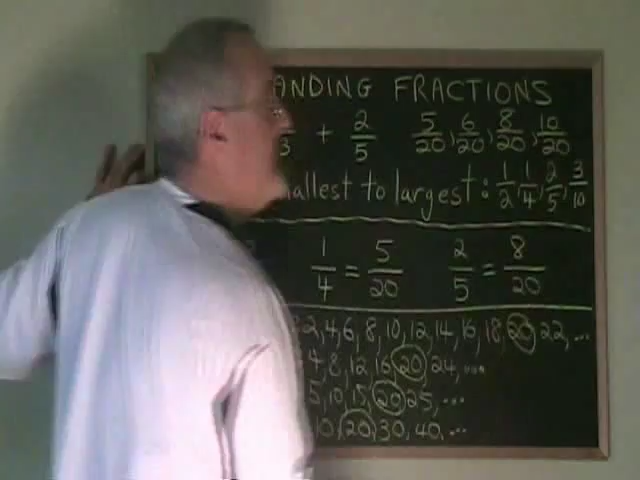 ANDING FRACTIONS
3 + 2/5 5/20, 6/20, 8/20, 10/20
allest to largest: 1/2, 1/4, 2/5, 3/10
1/4 = 5/20 2/5 = 8/20
2, 4, 6, 8, 10, 12, 14, 16, 18, 20, 22, ...
4, 8, 12, 16, 20, 24, ...
5, 10, 15, 20, 25, ...
10, 20, 30, 40, ...